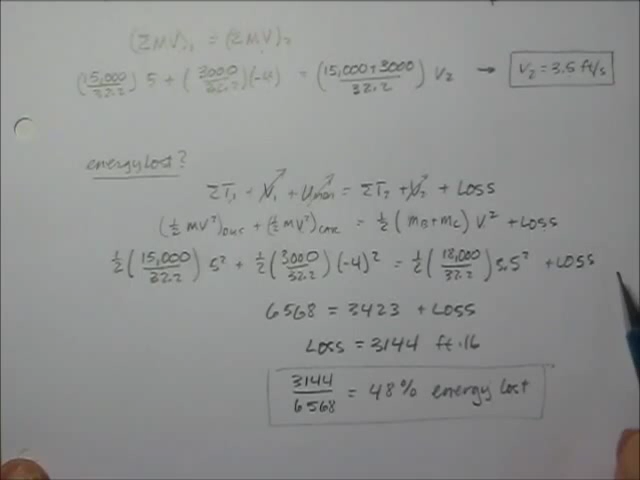 (ΣMV)₁ = (ΣMV)₂
(15,000/32.2) 5 + (3000/32.2)(-4) = (15,000+3000/32.2) V₂ → V₂ = 3.5 ft/s
energy lost?
ΣT₁ + V₁ + Unon = ΣT₂ + V₂ + LOSS
(½ MV²)BUS + (½ MV²)CAR = ½ (mB+mC) V² + LOSS
½ (15,000/32.2) 5² + ½ (3000/32.2)(-4)² = ½ (18,000/32.2) 3.5² + LOSS
6568 = 3423 + LOSS
LOSS = 3144 ft·lb
3144/6568 = 48% energy lost